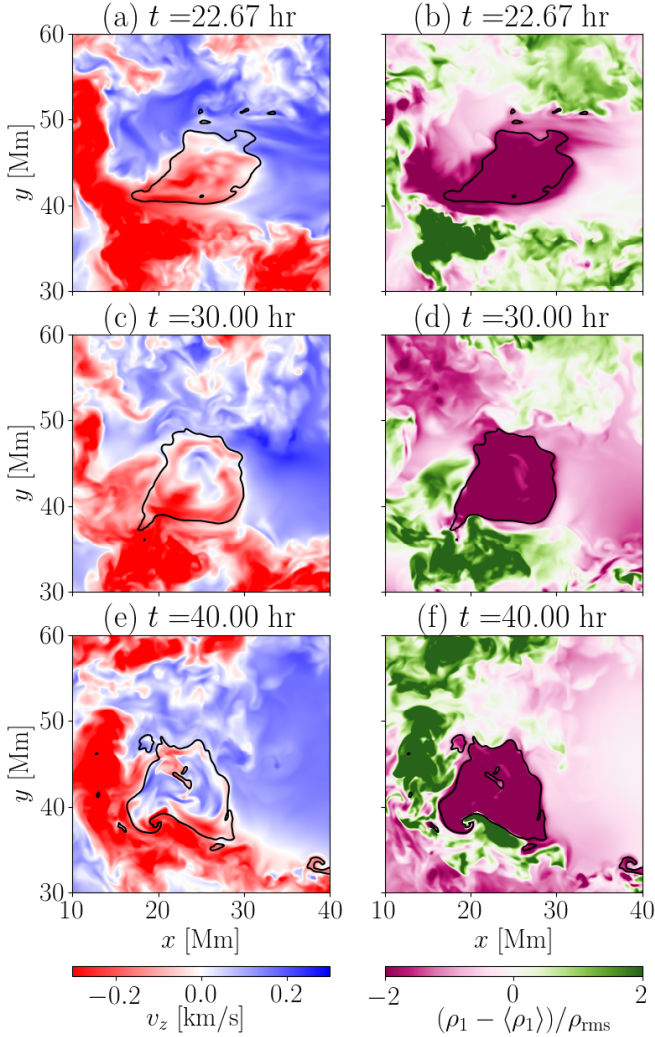 (a) t =22.67 hr
(b) t =22.67 hr
60
50
40
30
y [Mm]
(c) t =30.00 hr
(d) t =30.00 hr
60
50
40
30
y [Mm]
(e) t =40.00 hr
(f) t =40.00 hr
60
50
40
30
y [Mm]
10 20 30 40
10 20 30 40
x [Mm]
x [Mm]
−0.2 0.0 0.2
−2 0 2
v_z [km/s]
(ρ₁ − ⟨ρ₁⟩)/ρ_rms